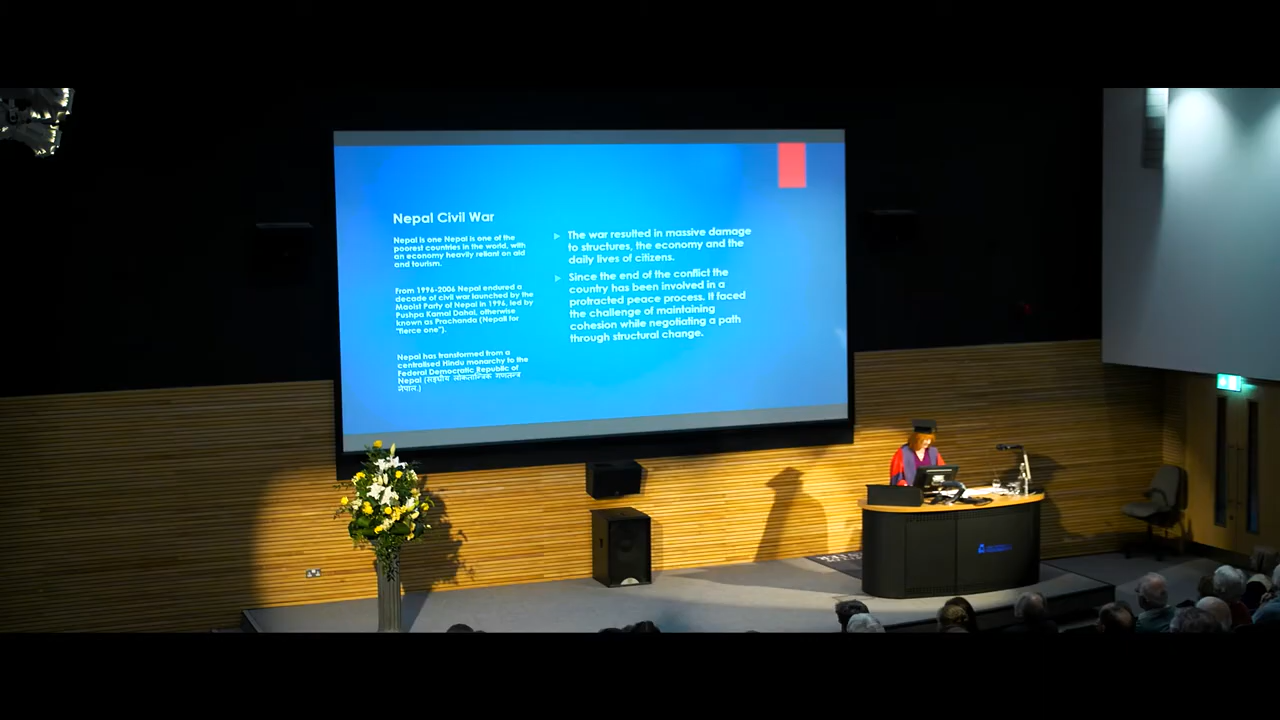 Nepal Civil War
Nepal is one Nepal is one of the
poorest countries in the world, with
an economy heavily reliant on aid
and tourism.
From 1996-2006 Nepal endured a
decade of civil war launched by the
Maoist Party of Nepal in 1996, led by
Pushpa Kamal Dahal, otherwise
known as Prachanda (Nepali for
"fierce one").
Nepal has transformed from a
centralised Hindu monarchy to the
Federal Democratic Republic of
Nepal (सङ्घीय लोकतान्त्रिक गणतन्त्र
नेपाल.)
The war resulted in massive damage
to structures, the economy and the
daily lives of citizens.
Since the end of the conflict the
country has been involved in a
protracted peace process. It faced
the challenge of maintaining
cohesion while negotiating a path
through structural change.